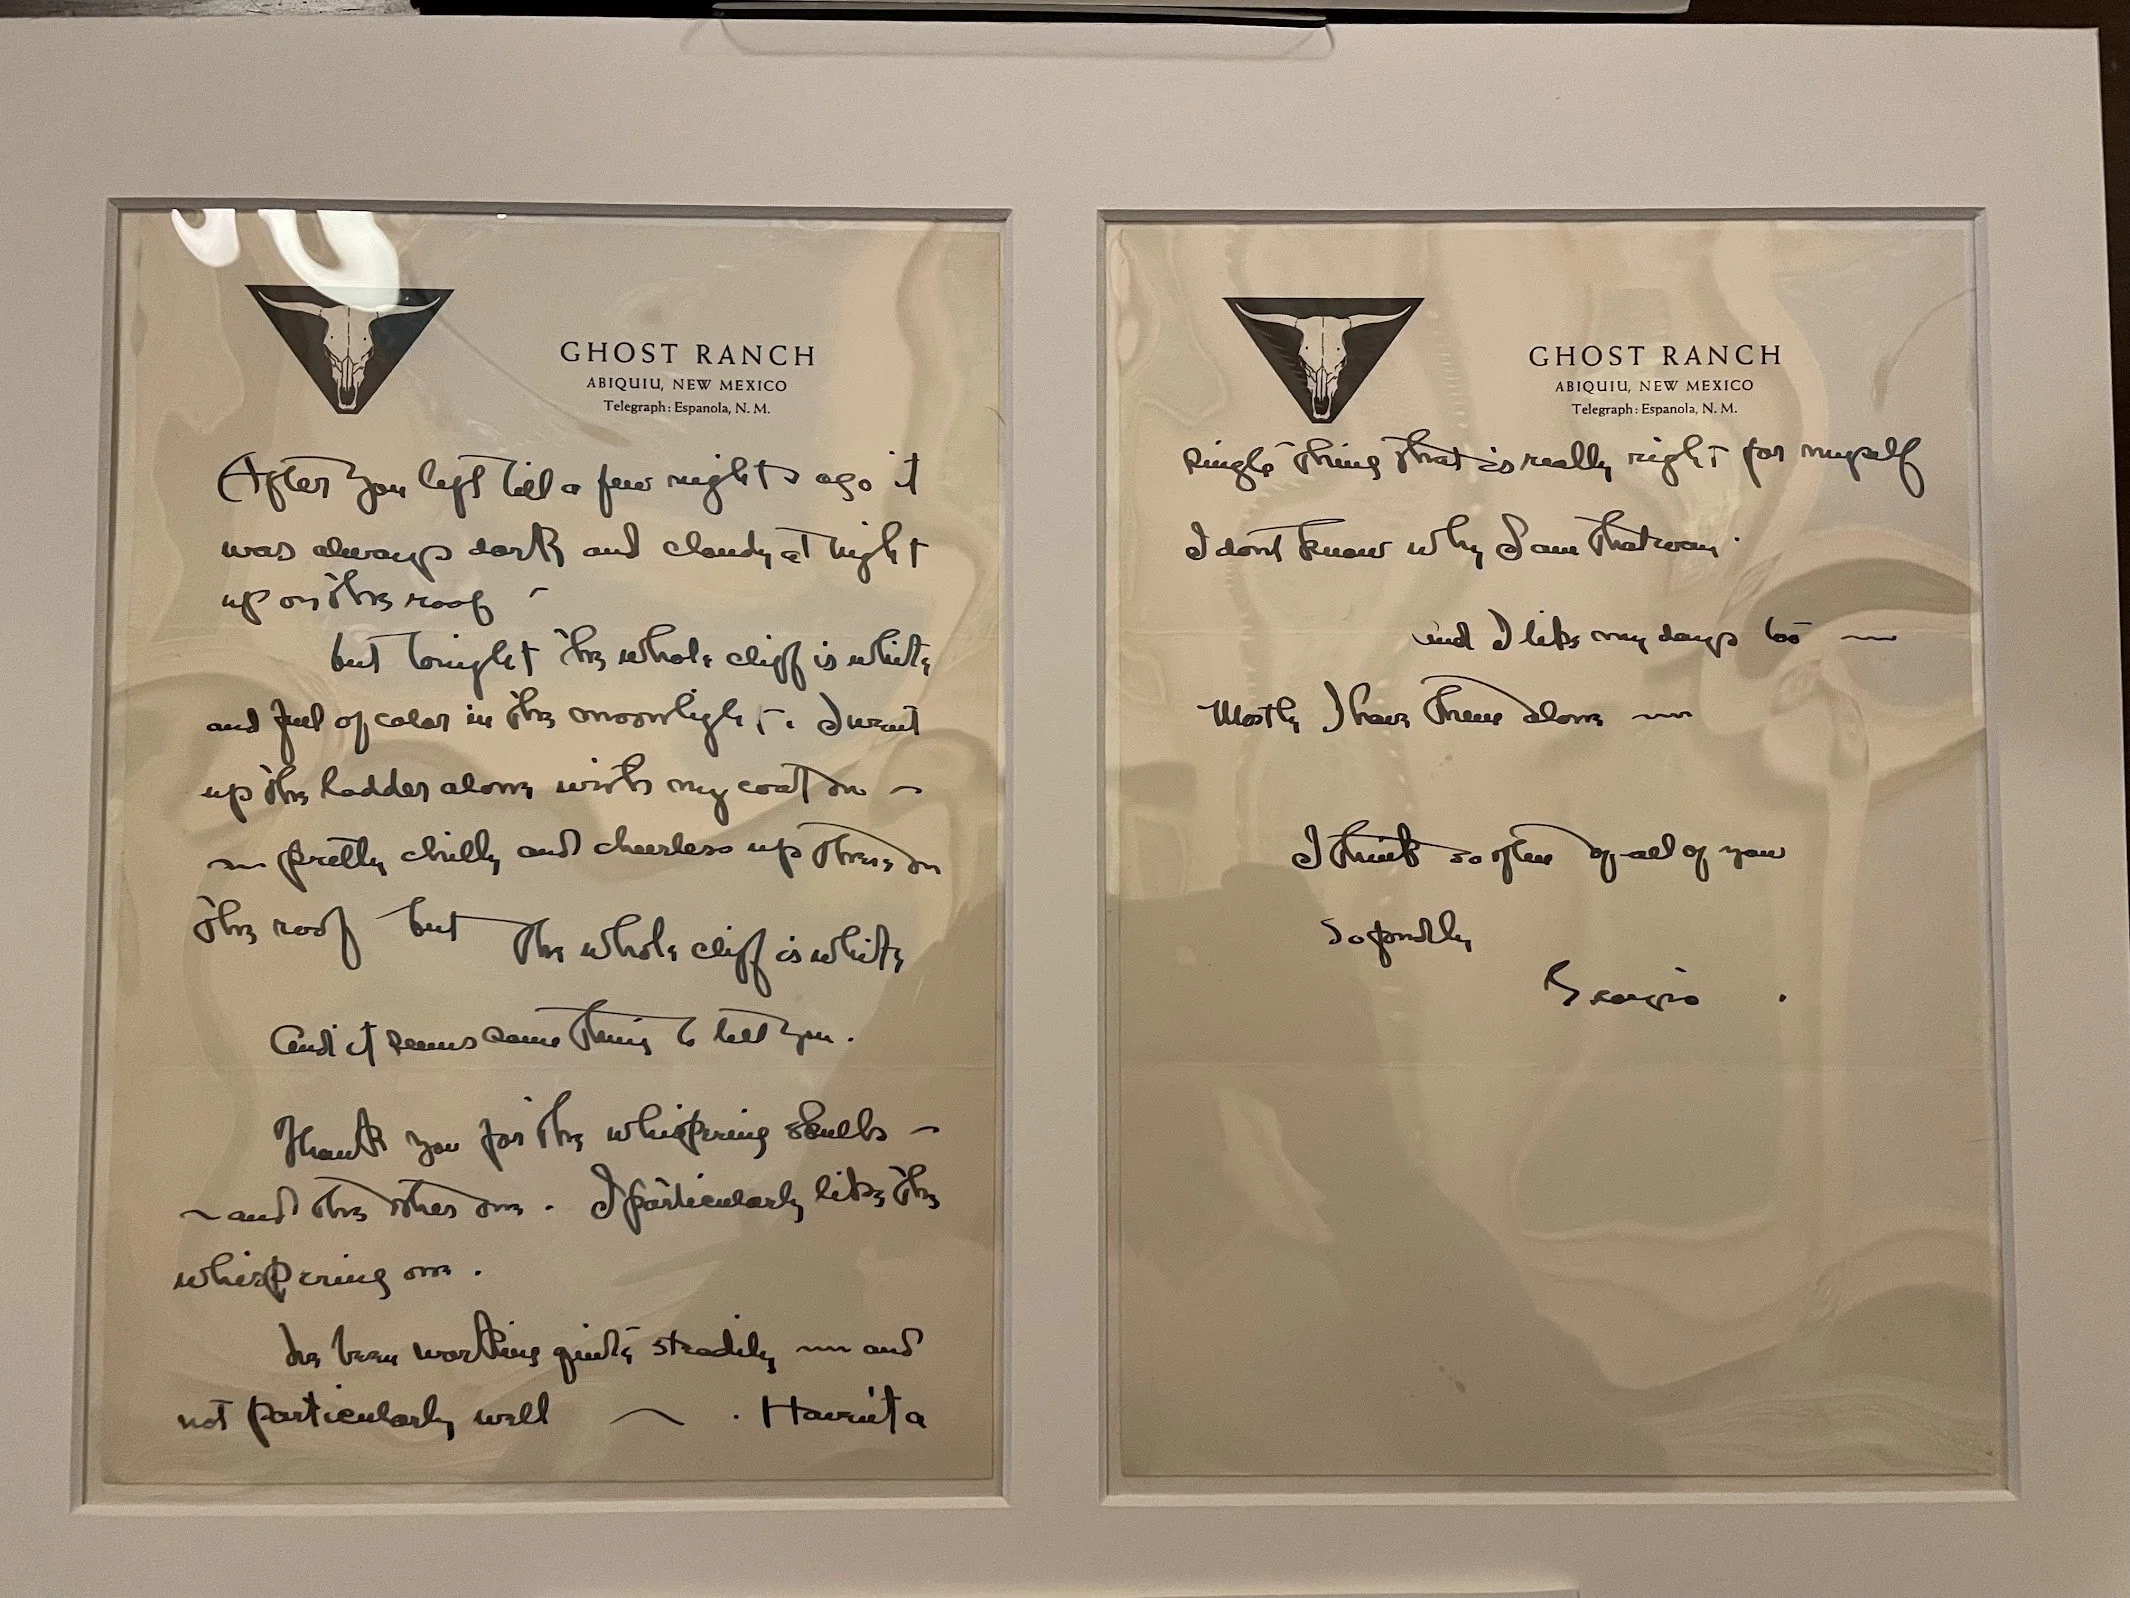 GHOST RANCH
ABIQUIU, NEW MEXICO
Telegraph: Espanola, N. M.
After you left till a few nights ago it
was always dark and cloudy at night
up on the roof –
but tonight the whole cliff is white
and full of color in the moonlight. I went
up the ladder alone with my coat on –
— pretty chilly and cheerless up there on
the roof but the whole cliff is white
And it seems some thing to tell you.
Thank you for the whispering skulls –
– and the other one. I particularly like the
whispering one.
Ive been working quite steadily — and
not particularly well — . Havent a
GHOST RANCH
ABIQUIU, NEW MEXICO
Telegraph: Espanola, N. M.
single thing that is really right for myself
I dont know why I am that way.
and I like my days too —
Mostly I have them alone —
I think so often of all of you
So fondly
Georgia .